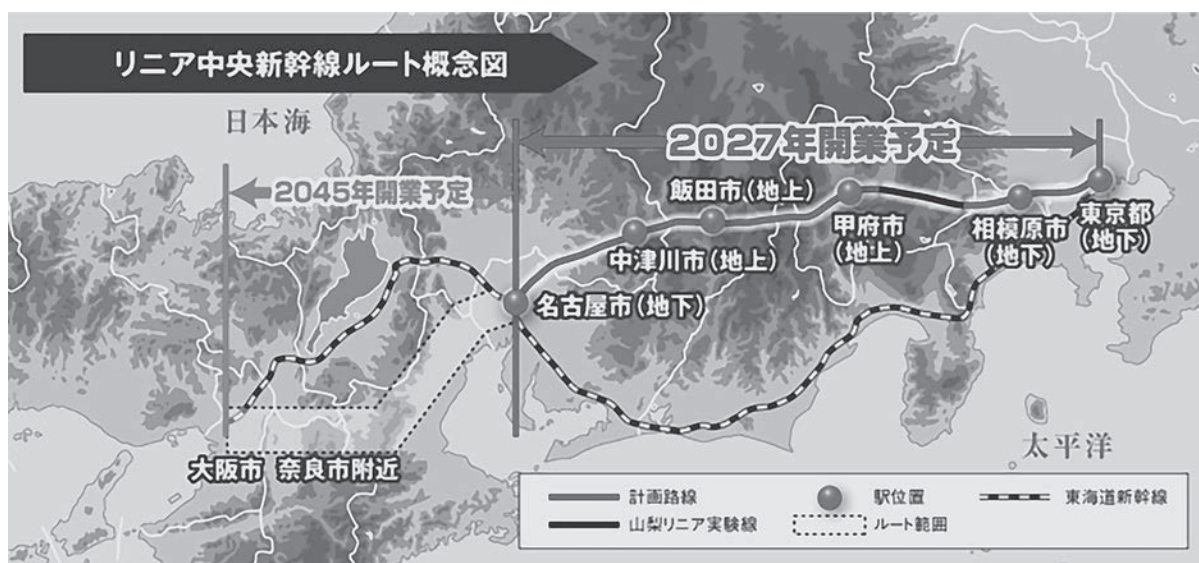 リニア中央新幹線ルート概念図
日本海
2027年開業予定
2045年開業予定
飯田市(地上)
中津川市(地上)
甲府市
(地上)
相模原市
(地下)
東京都
(地下)
名古屋市(地下)
大阪市
奈良市附近
太平洋
計画路線
駅位置
東海道新幹線
山梨リニア実験線
ルート範囲